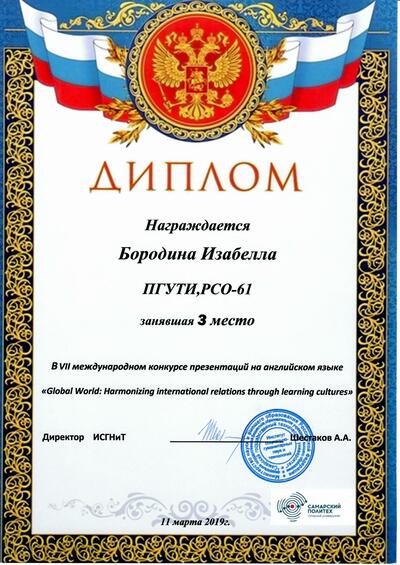 ДИПЛОМ
Награждается
Бородина Изабелла
ПГУТИ,РСО-61
занявшая 3 место
В VII международном конкурсе презентаций на английском языке
«Global World: Harmonizing international relations through learning cultures»
Директор ИСГНиТ Шестаков А.А.
САМАРСКИЙ
ПОЛИТЕХ
11 марта 2019г.